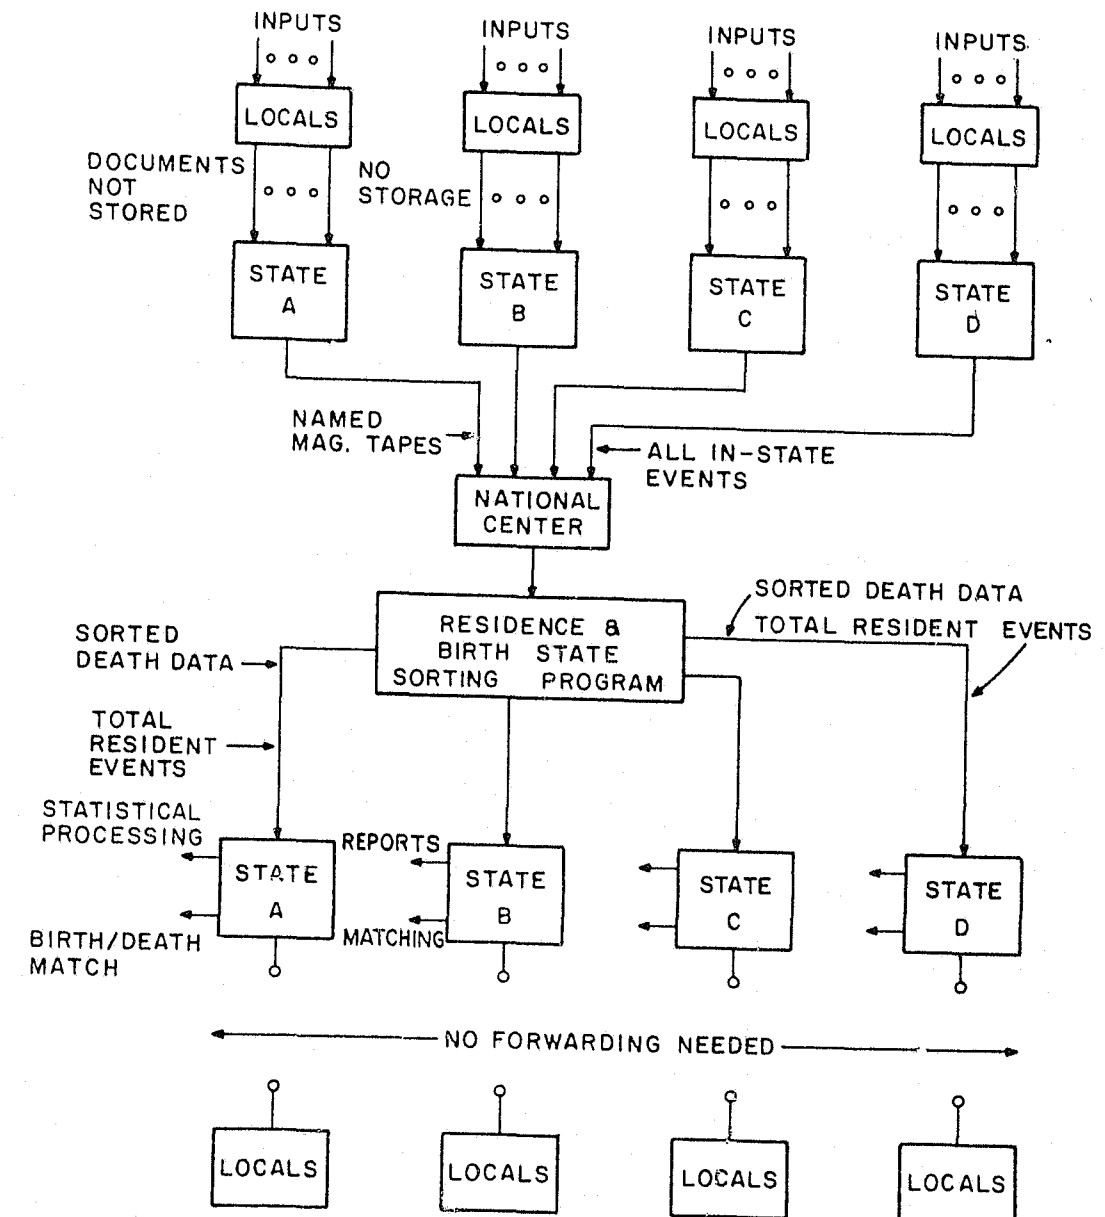 INPUTS
INPUTS
INPUTS
INPUTS
LOCALS
LOCALS
LOCALS
LOCALS
DOCUMENTS
NOT
STORED
NO
STORAGE
STATE
A
STATE
B
STATE
C
STATE
D
NAMED
MAG. TAPES
ALL IN-STATE
EVENTS
NATIONAL
CENTER
RESIDENCE &
BIRTH STATE
SORTING PROGRAM
SORTED DEATH DATA
TOTAL RESIDENT EVENTS
SORTED
DEATH DATA
TOTAL
RESIDENT
EVENTS
STATISTICAL
PROCESSING
BIRTH/DEATH
MATCH
STATE
A
REPORTS
MATCHING
STATE
B
STATE
C
STATE
D
NO FORWARDING NEEDED
LOCALS
LOCALS
LOCALS
LOCALS